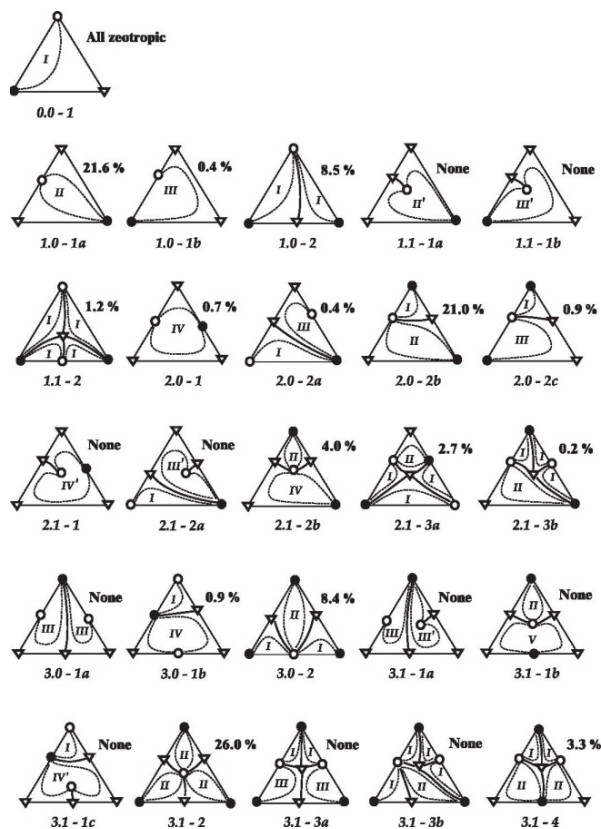 All zeotropic
I
0.0 - 1
21.6 % 0.4 % 8.5 % None None
II III I I II' III'
1.0 - 1a 1.0 - 1b 1.0 - 2 1.1 - 1a 1.1 - 1b
1.2 % 0.7 % 0.4 % 21.0 % 0.9 %
I I I I IV III I I II I III
1.1 - 2 2.0 - 1 2.0 - 2a 2.0 - 2b 2.0 - 2c
None None 4.0 % 2.7 % 0.2 %
IV' III' I II IV II I I I I I I II
2.1 - 1 2.1 - 2a 2.1 - 2b 2.1 - 3a 2.1 - 3b
None 0.9 % 8.4 % None None
III III I IV II I I III III' II V
3.0 - 1a 3.0 - 1b 3.0 - 2 3.1 - 1a 3.1 - 1b
None 26.0 % None None 3.3 %
I IV' II II II I I III III I I I II I I I II II
3.1 - 1c 3.1 - 2 3.1 - 3a 3.1 - 3b 3.1 - 4